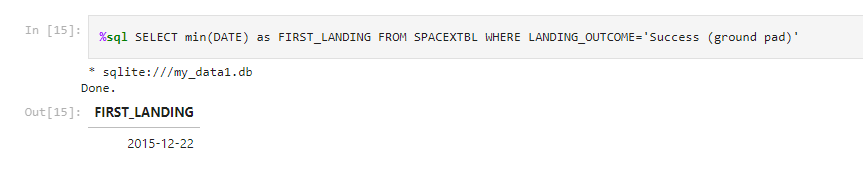 In [15]: %sql SELECT min(DATE) as FIRST_LANDING FROM SPACEXTBL WHERE LANDING_OUTCOME='Success (ground pad)'
* sqlite:///my_data1.db
Done.
Out[15]: FIRST_LANDING
2015-12-22